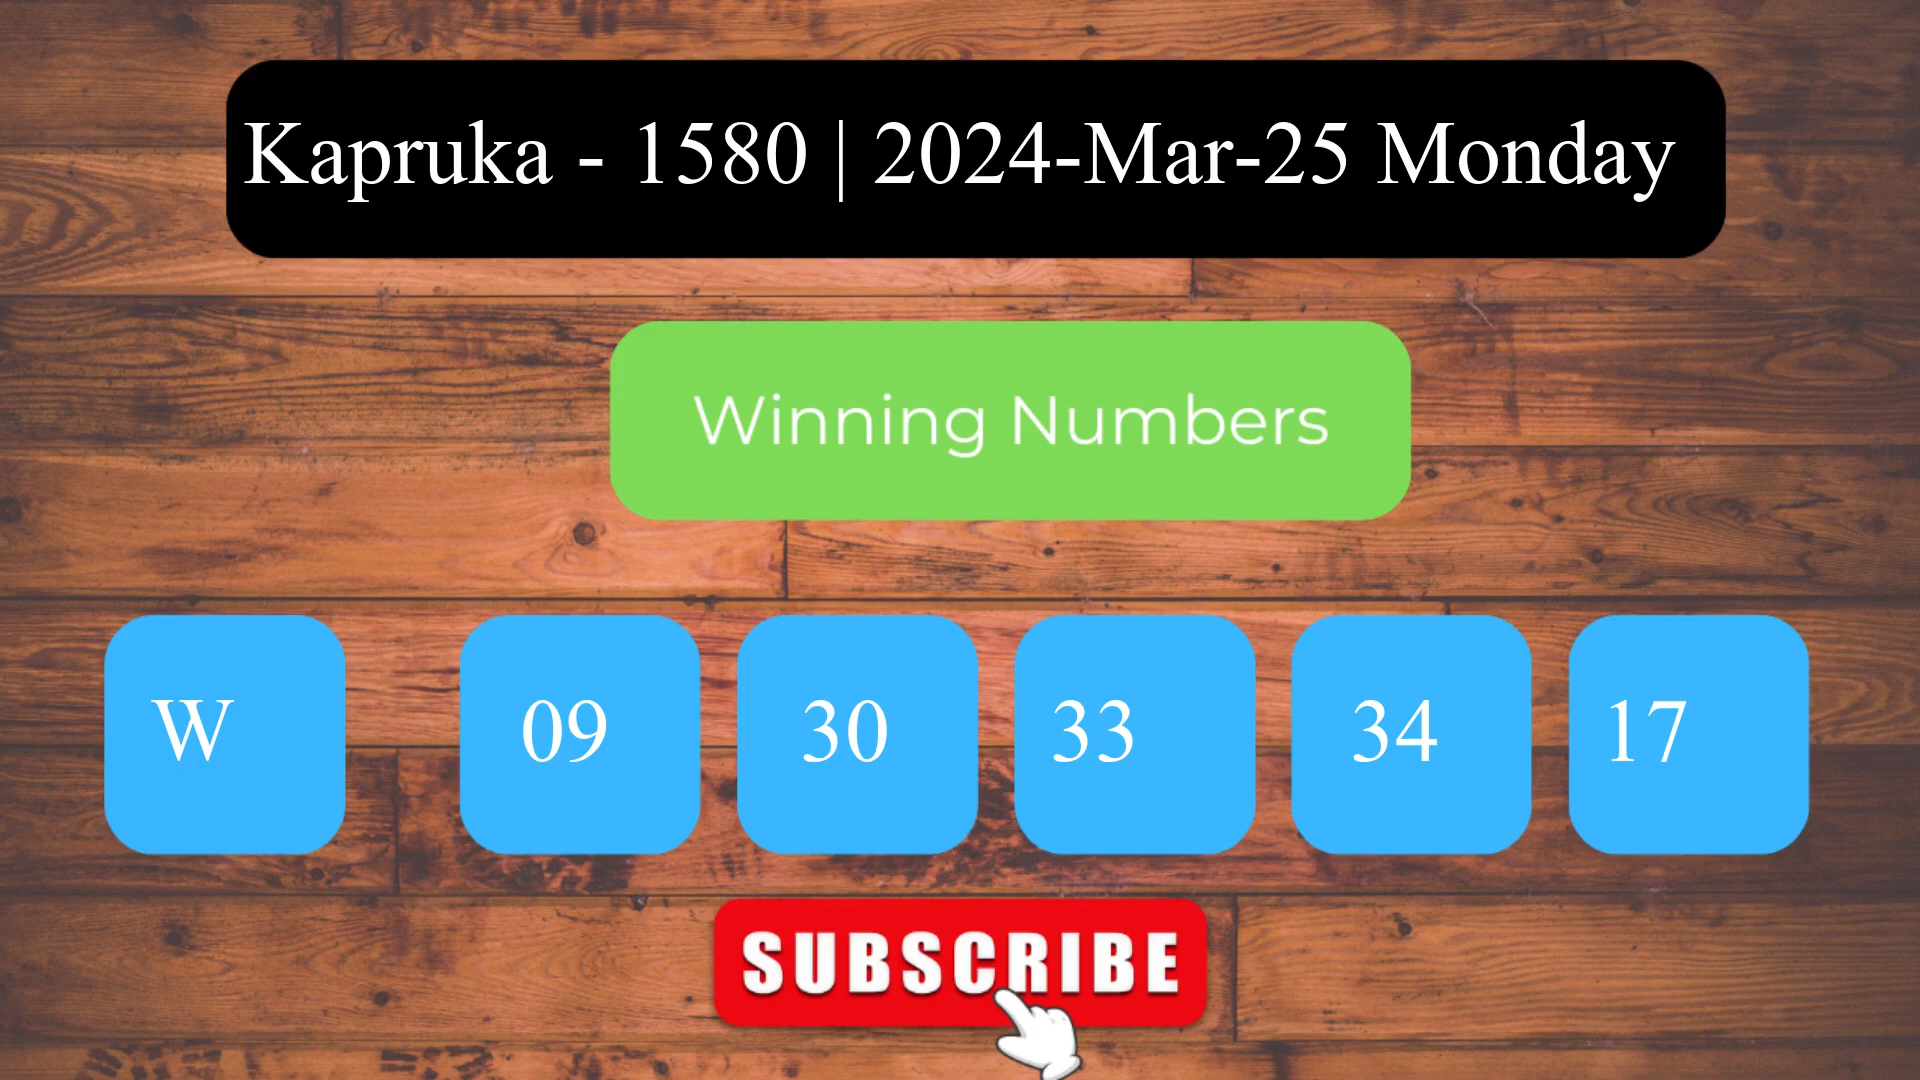 Kapruka - 1580 | 2024-Mar-25 Monday
Winning Numbers
W 09 30 33 34 17
SUBSCRIBE